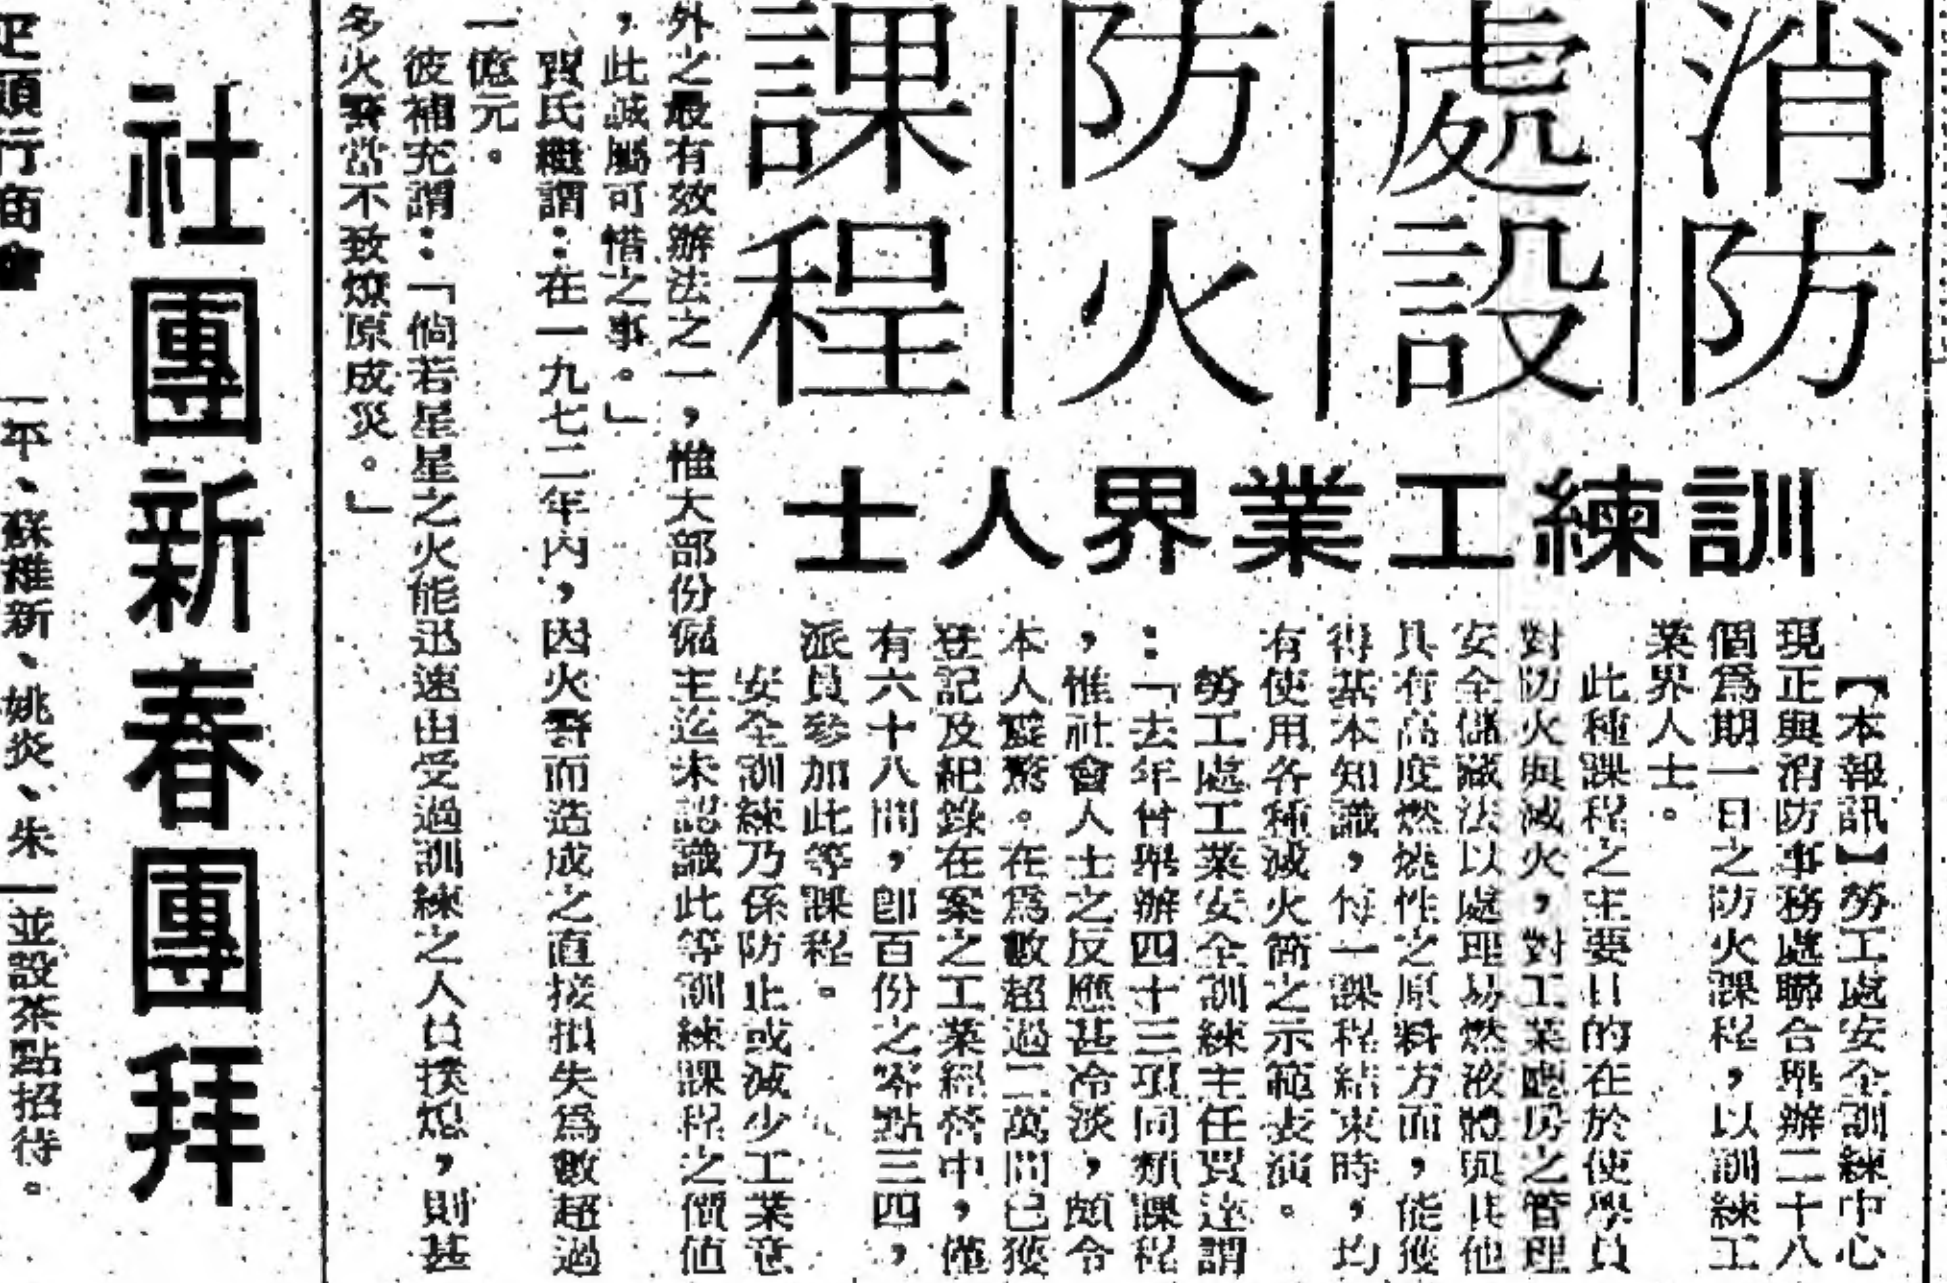 消防
處設
防火
課程
訓練工業界人士
【本報訊】勞工處安全訓練中心
現正與消防事務處聯合舉辦二十八
個爲期一日之防火課程，以訓練工
業界人士。
此種課程之主要目的在於使學員
對防火與滅火，對工業廠房之管理
安全儲藏法以處理易燃液體與其他
具有高度燃燒性之原料方面，能獲
得基本知識，每一課程結束時，均
有使用各種滅火筒之示範表演。
勞工處工業安全訓練主任賈達謂
：「去年曾舉辦四十三項同類課程
，惟社會人士之反應甚冷淡，頗令
本人驚。在爲數超過二萬間已獲
登記及紀錄在案之工業經營中，僅
有六十八間，卽百份之零點三四，
派員參加此等課程。
安全訓練乃係防止或減少工業意
外之最有效辦法之一，惟大部份僱主迄未認識此等訓練課程之價值
，此誠屬可惜之事。」
賈氏繼謂：在一九七二年內，因火警而造成之直接損失爲數超過
一億元。
彼補充謂：「倘若星星之火能迅速由受過訓練之人員撲熄，則甚
多火警當不致燎原成災。」
社團新春團拜
疋頭行商會
平、蘇維新、姚炎、朱
並設茶點招待。